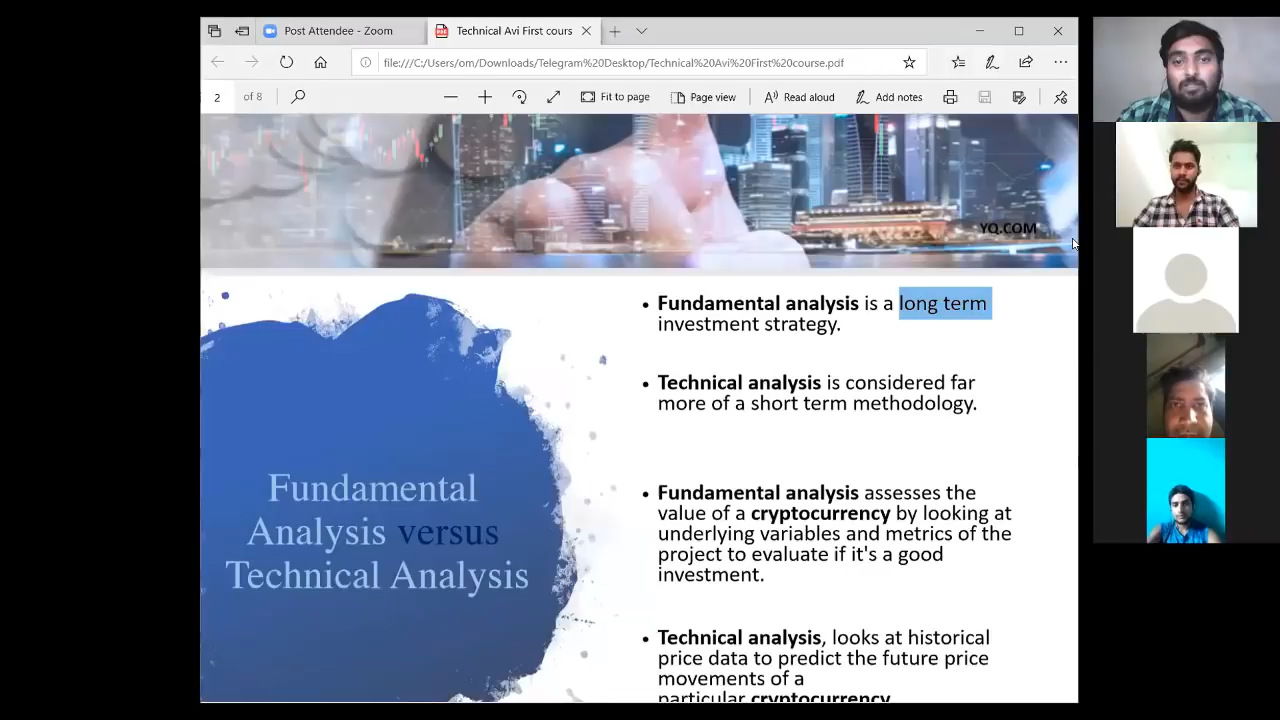 Post Attendee - Zoom
Technical Avi First cours
file:///C:/Users/om/Downloads/Telegram%20Desktop/Technical%20Avi%20First%20course.pdf
2 of 8
Fit to page
Page view
Read aloud
Add notes
YQ.COM
• Fundamental analysis is a long term
investment strategy.
• Technical analysis is considered far
more of a short term methodology.
Fundamental
Analysis versus
Technical Analysis
• Fundamental analysis assesses the
value of a cryptocurrency by looking at
underlying variables and metrics of the
project to evaluate if it's a good
investment.
• Technical analysis, looks at historical
price data to predict the future price
movements of a
particular cryptocurrency